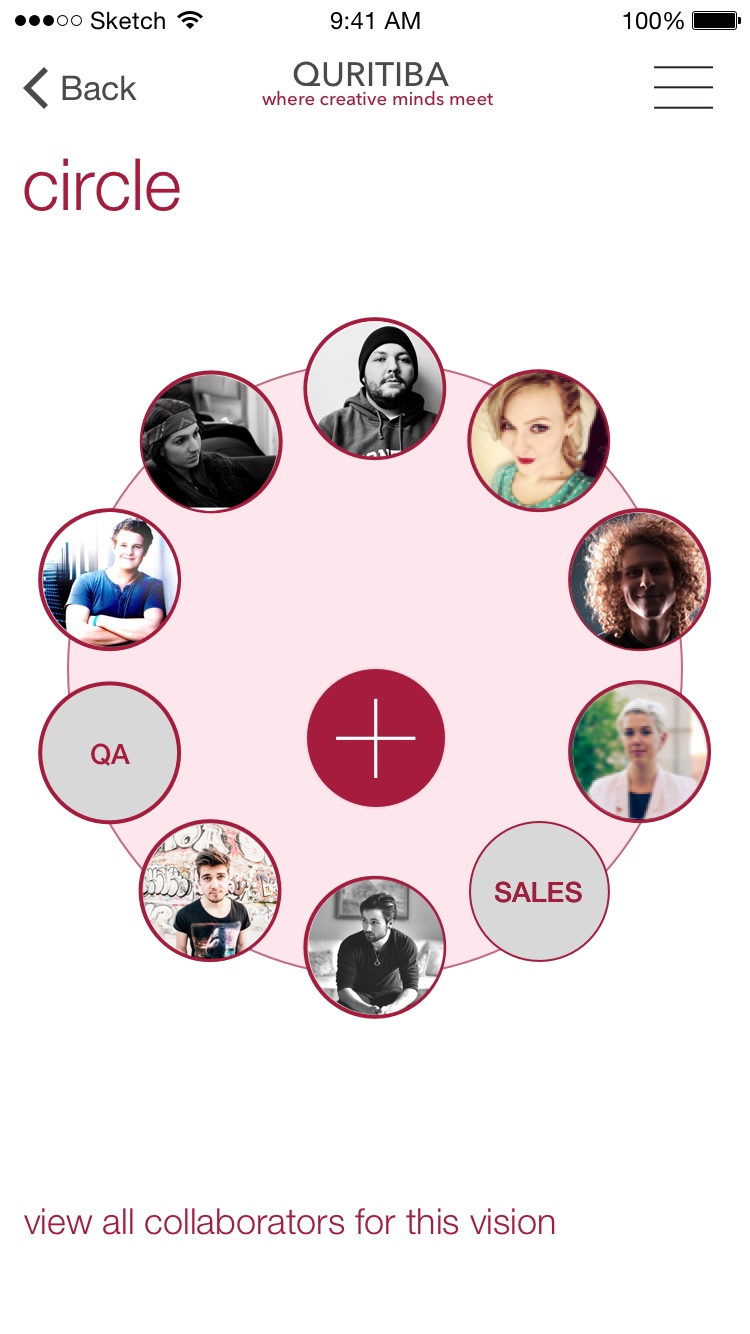 Sketch 9:41 AM 100%
Back
QURITIBA
where creative minds meet
circle
QA
SALES
view all collaborators for this vision